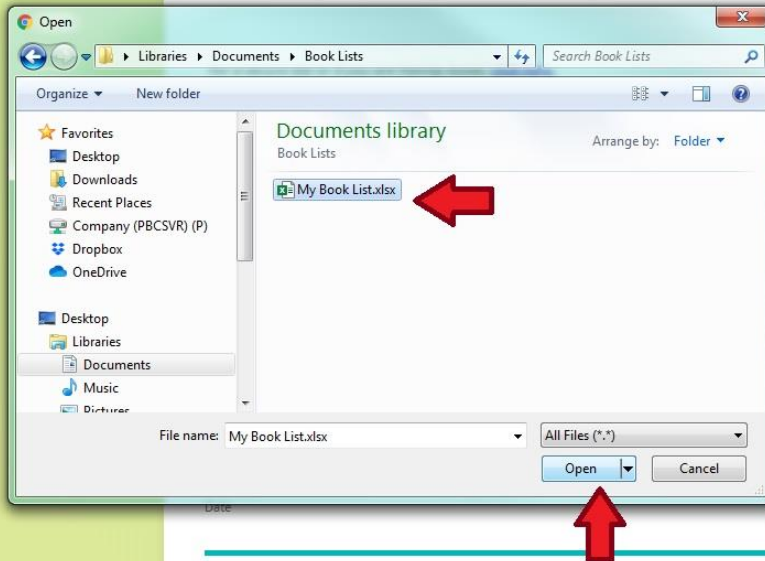 Open
Libraries Documents Book Lists
Search Book Lists
Organize New folder
Favorites
Desktop
Downloads
Recent Places
Company (PBCSVR) (P)
Dropbox
OneDrive
Desktop
Libraries
Documents
Music
Pictures
Documents library
Book Lists
Arrange by: Folder
My Book List.xlsx
File name: My Book List.xlsx
All Files (*.*)
Open Cancel
Date